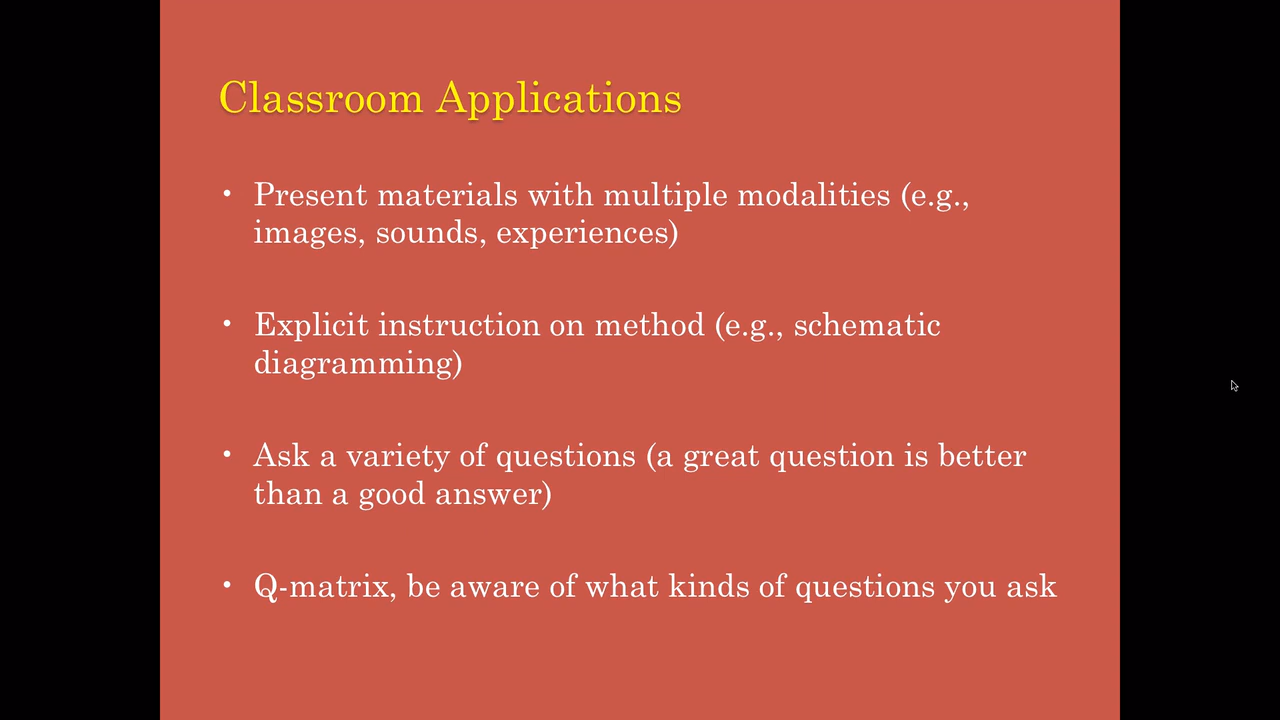 Classroom Applications
• Present materials with multiple modalities (e.g.,
images, sounds, experiences)
• Explicit instruction on method (e.g., schematic
diagramming)
• Ask a variety of questions (a great question is better
than a good answer)
• Q-matrix, be aware of what kinds of questions you ask